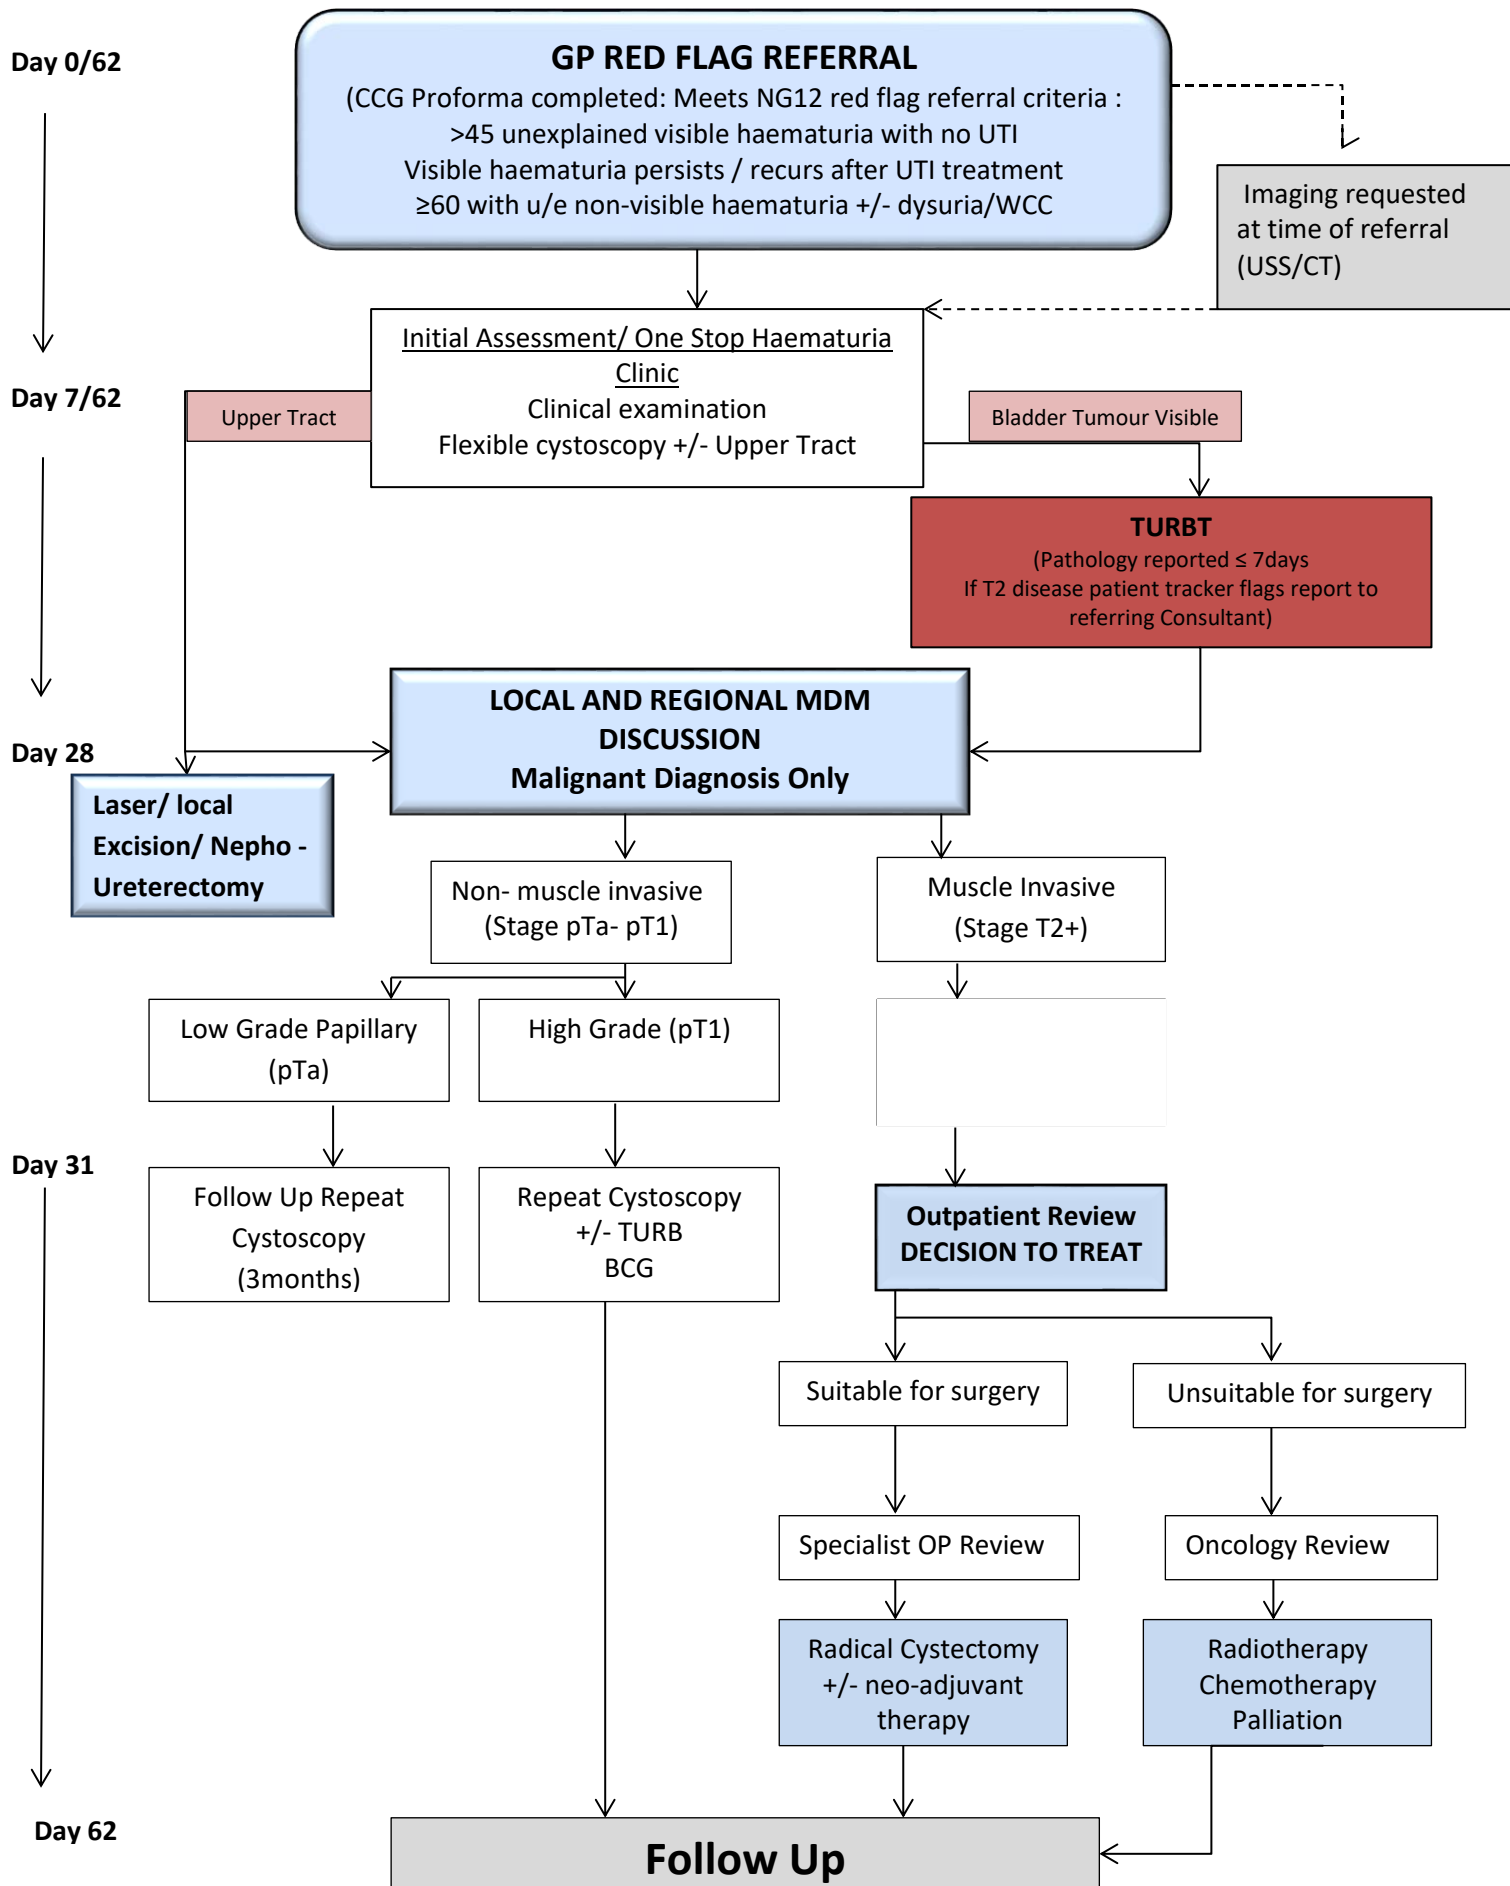 Day 0/62
GP RED FLAG REFERRAL
(CCG Proforma completed: Meets NG12 red flag referral criteria :
>45 unexplained visible haematuria with no UTI
Visible haematuria persists / recurs after UTI treatment
≥60 with u/e non-visible haematuria +/- dysuria/WCC
Imaging requested
at time of referral
(USS/CT)
Initial Assessment/ One Stop Haematuria
Clinic
Clinical examination
Flexible cystoscopy +/- Upper Tract
Day 7/62
Upper Tract
Bladder Tumour Visible
TURBT
(Pathology reported ≤ 7days
If T2 disease patient tracker flags report to
referring Consultant)
LOCAL AND REGIONAL MDM
DISCUSSION
Malignant Diagnosis Only
Day 28
Laser/ local
Excision/ Nepho -
Ureterectomy
Non- muscle invasive
(Stage pTa- pT1)
Muscle Invasive
(Stage T2+)
Low Grade Papillary
(pTa)
High Grade (pT1)
Day 31
Follow Up Repeat
Cystoscopy
(3months)
Repeat Cystoscopy
+/- TURB
BCG
Outpatient Review
DECISION TO TREAT
Suitable for surgery
Unsuitable for surgery
Specialist OP Review
Oncology Review
Radical Cystectomy
+/- neo-adjuvant
therapy
Radiotherapy
Chemotherapy
Palliation
Day 62
Follow Up